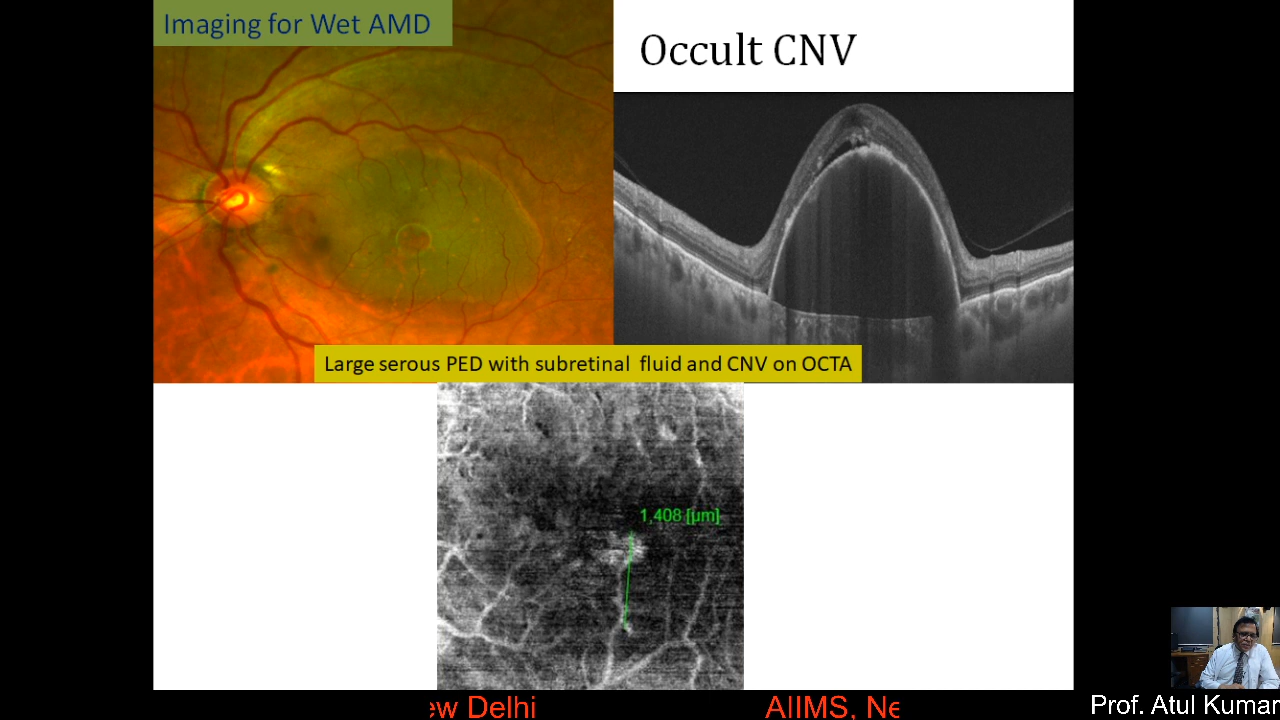 Imaging for Wet AMD
Occult CNV
Large serous PED with subretinal fluid and CNV on OCTA
1,408 [µm]
ew Delhi
AIIMS, Ne
Prof. Atul Kumar